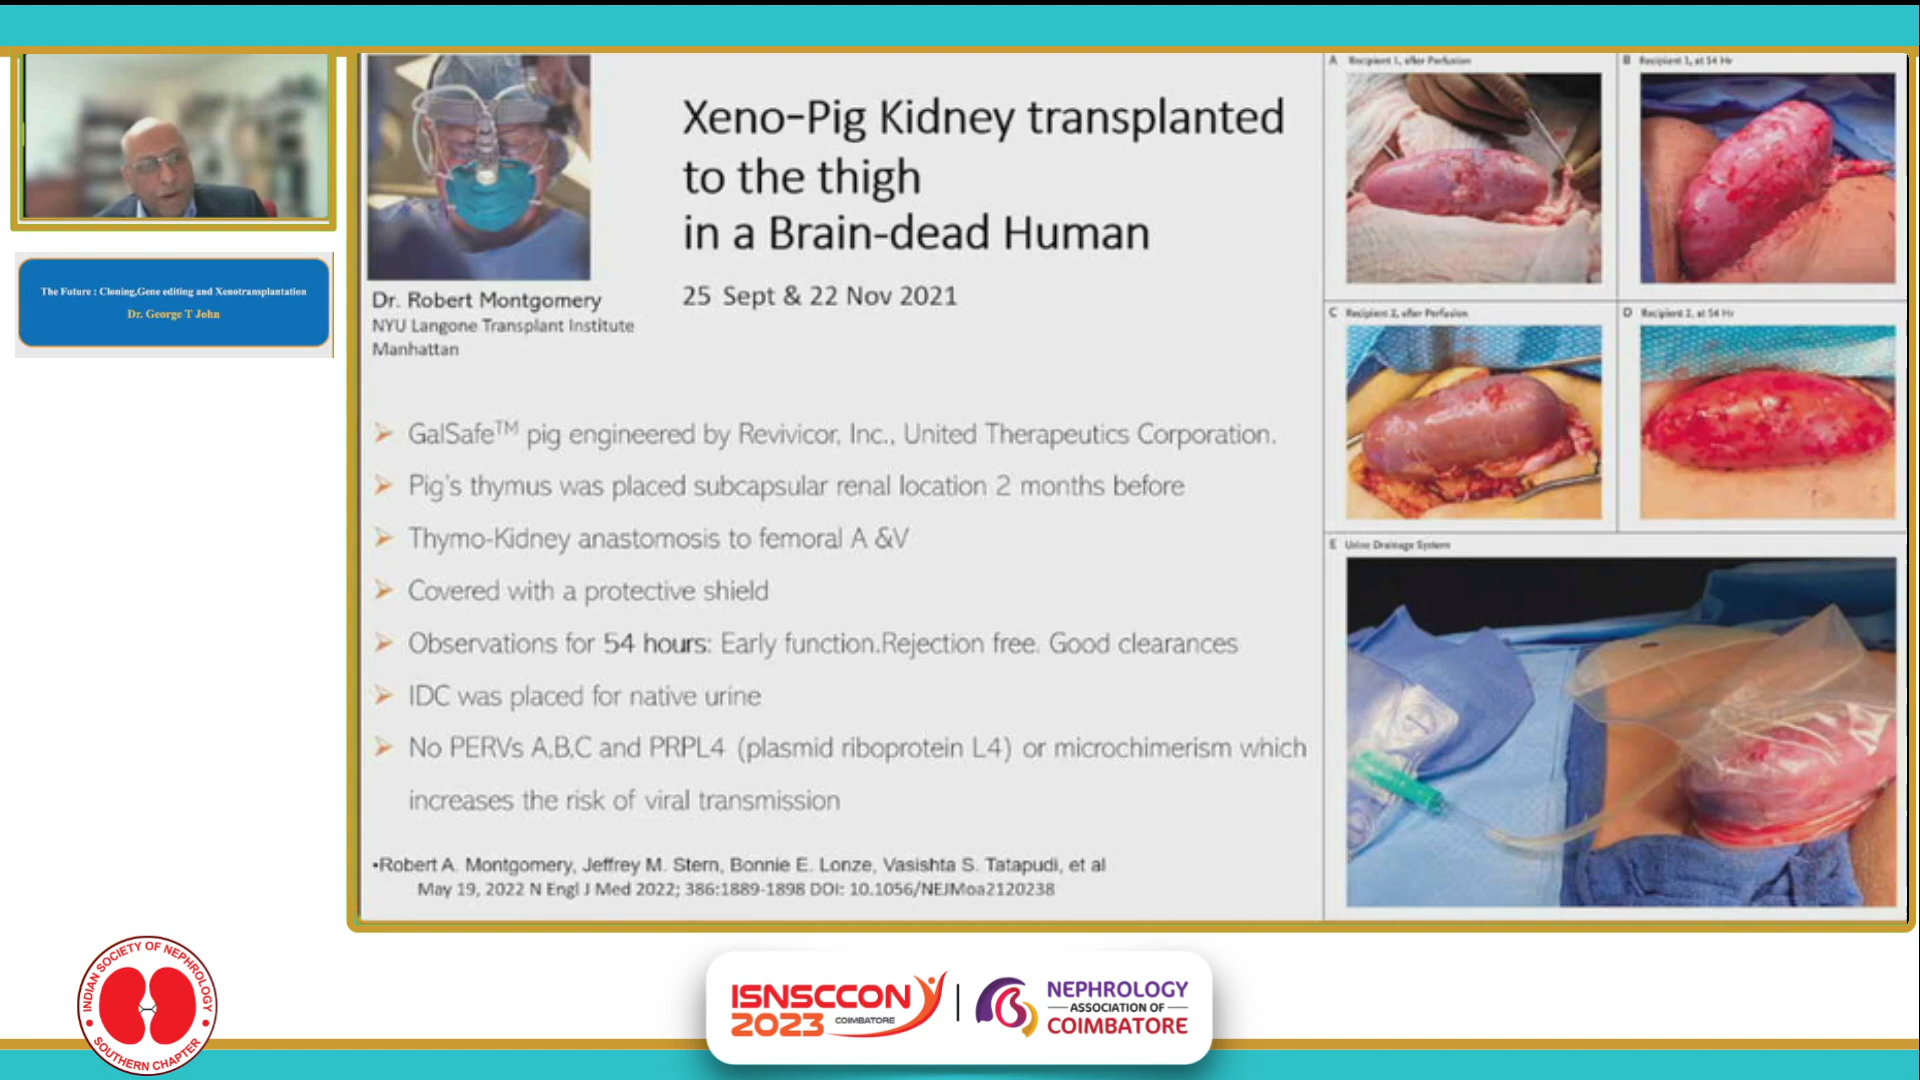 The Future : Cloning,Gene editing and Xenotransplantation
Dr. George T John
Xeno-Pig Kidney transplanted
to the thigh
in a Brain-dead Human
25 Sept & 22 Nov 2021
Dr. Robert Montgomery
NYU Langone Transplant Institute
Manhattan
➤ GalSafe™ pig engineered by Revivicor, Inc., United Therapeutics Corporation.
➤ Pig's thymus was placed subcapsular renal location 2 months before
➤ Thymo-Kidney anastomosis to femoral A &V
➤ Covered with a protective shield
➤ Observations for 54 hours: Early function.Rejection free. Good clearances
➤ IDC was placed for native urine
➤ No PERVs A,B,C and PRPL4 (plasmid riboprotein L4) or microchimerism which
increases the risk of viral transmission
•Robert A. Montgomery, Jeffrey M. Stern, Bonnie E. Lonze, Vasishta S. Tatapudi, et al
May 19, 2022 N Engl J Med 2022; 386:1889-1898 DOI: 10.1056/NEJMoa2120238
A Recipient 1, after Perfusion
B Recipient 1, at 54 Hr
C Recipient 2, after Perfusion
D Recipient 2, at 54 Hr
E Urine Drainage System
INDIAN SOCIETY OF NEPHROLOGY
SOUTHERN CHAPTER
ISNSCCON
2023 COIMBATORE
NEPHROLOGY
ASSOCIATION OF
COIMBATORE